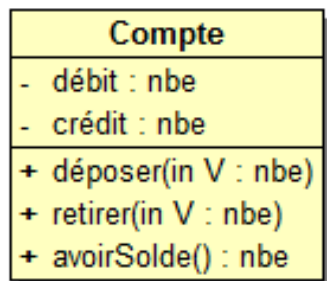 Compte
- débit : nbe
- crédit : nbe
+ déposer(in V : nbe)
+ retirer(in V : nbe)
+ avoirSolde() : nbe